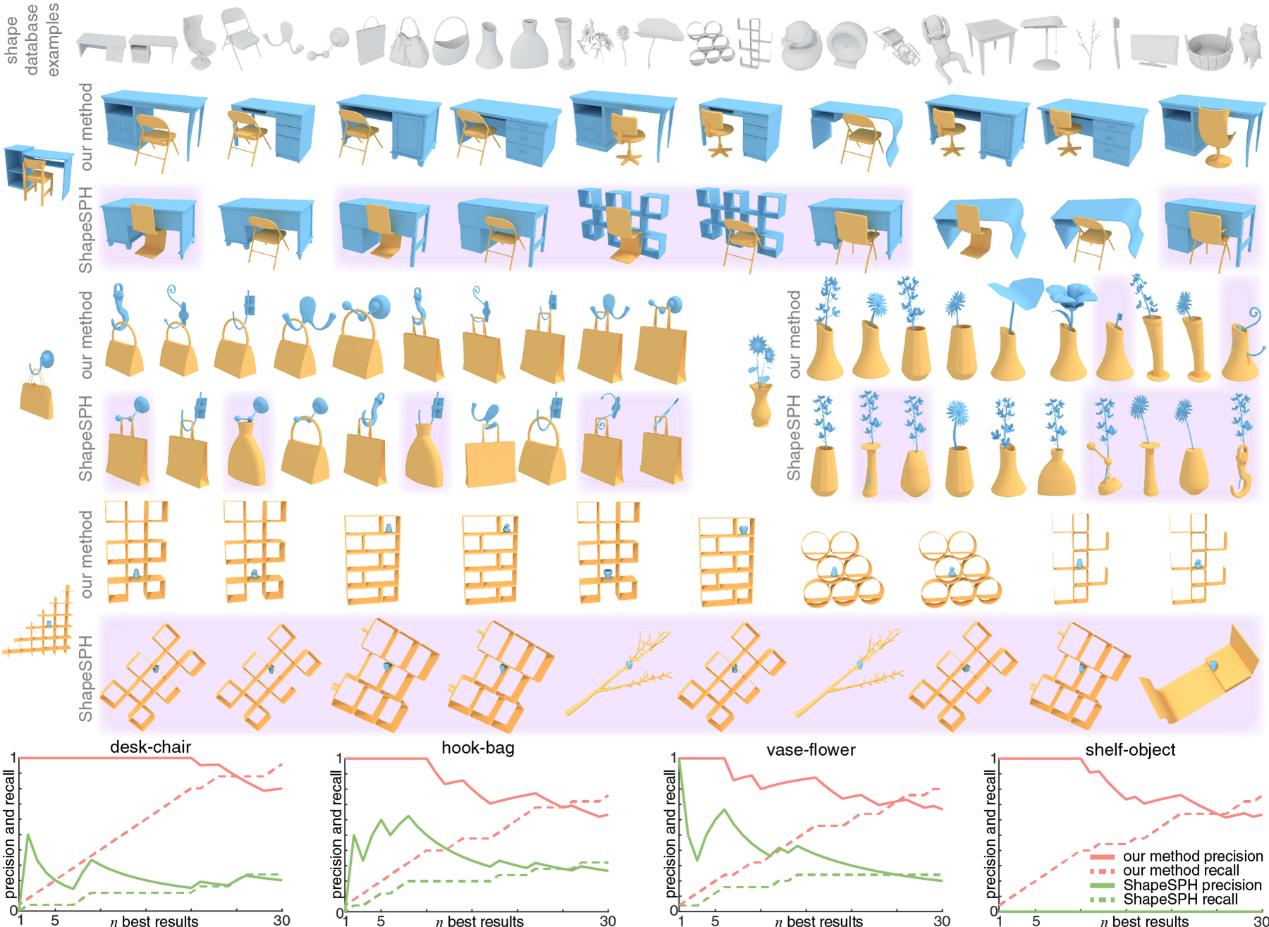 shape
database
examples
our method
ShapeSPH
our method
our method
ShapeSPH
ShapeSPH
our method
ShapeSPH
desk-chair
hook-bag
vase-flower
shelf-object
precision and recall
1
0
1
5
n best results
30
precision and recall
1
0
1
5
n best results
30
precision and recall
1
0
1
5
n best results
30
precision and recall
1
0
1
5
n best results
30
our method precision
our method recall
ShapeSPH precision
ShapeSPH recall